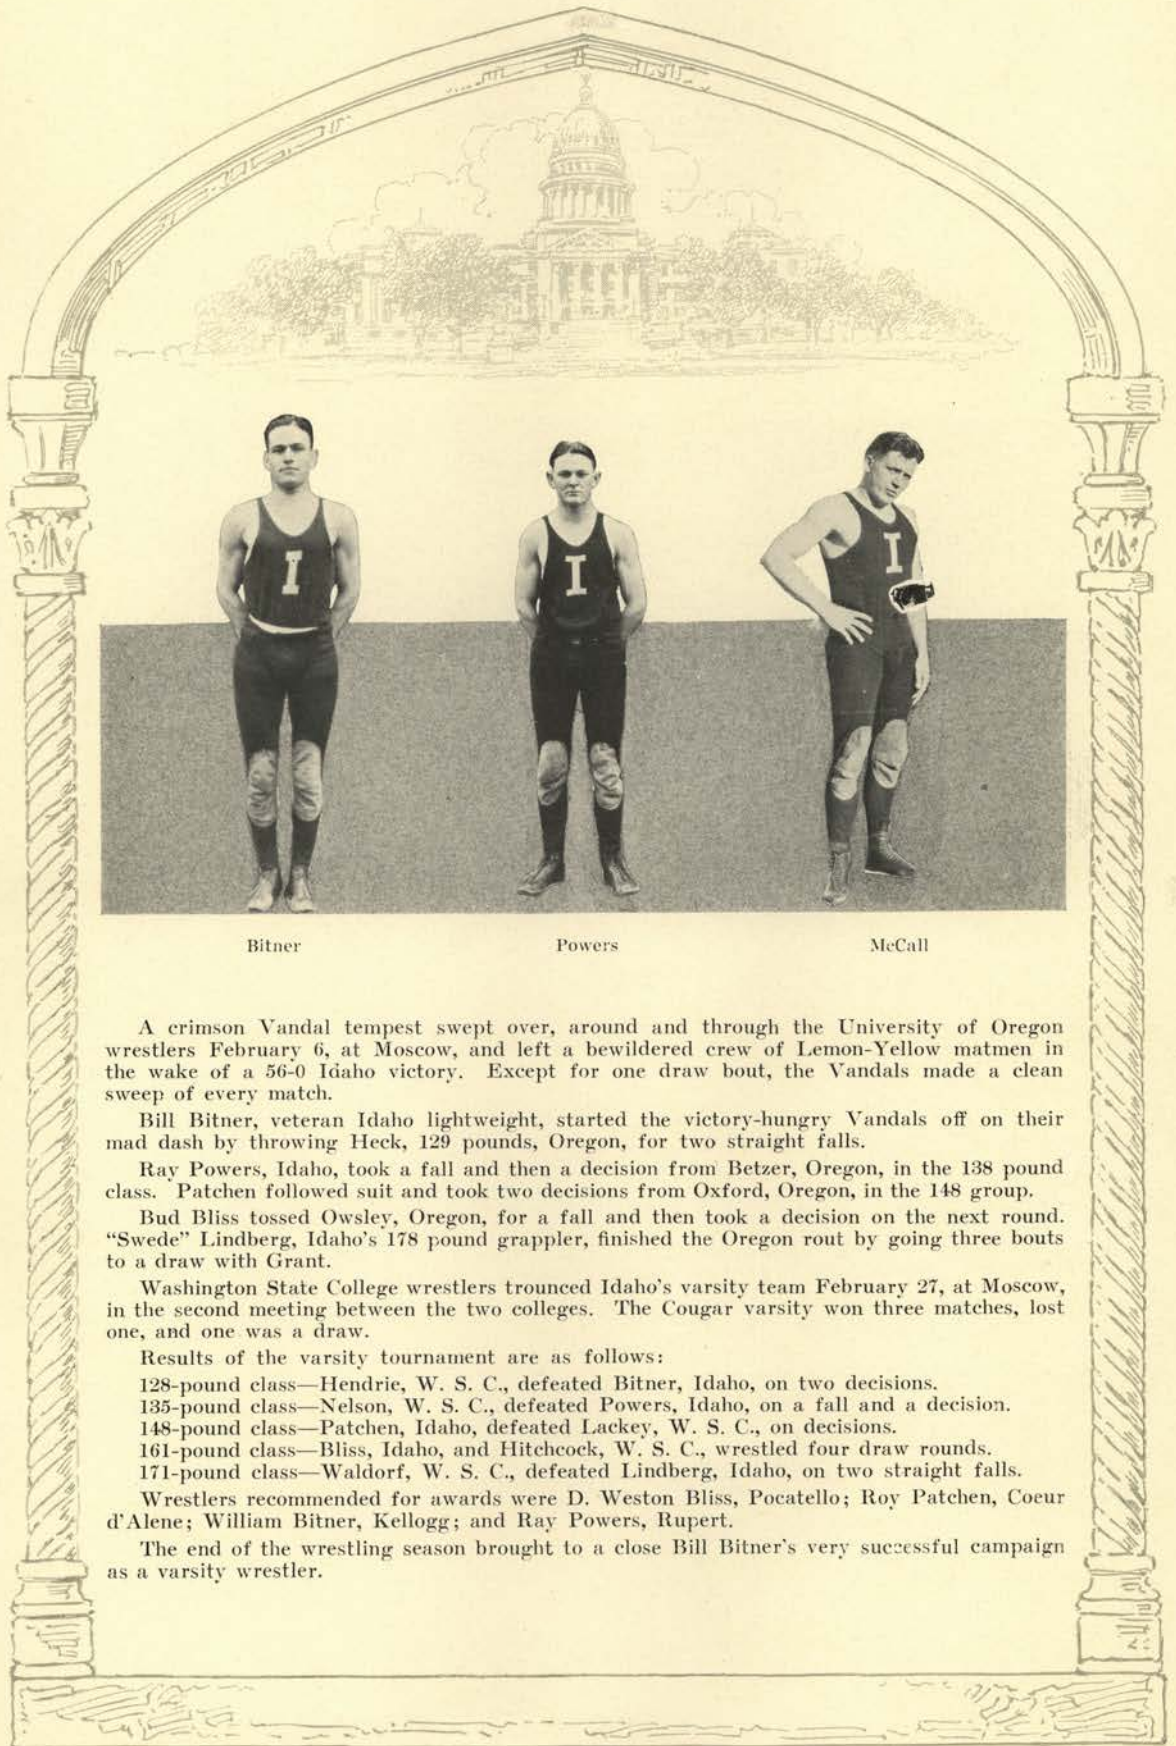 I
I
I
Bitner
Powers
McCall
A crimson Vandal tempest swept over, around and through the University of Oregon
wrestlers February 6, at Moscow, and left a bewildered crew of Lemon-Yellow matmen in
the wake of a 56-0 Idaho victory. Except for one draw bout, the Vandals made a clean
sweep of every match.
Bill Bitner, veteran Idaho lightweight, started the victory-hungry Vandals off on their
mad dash by throwing Heck, 129 pounds, Oregon, for two straight falls.
Ray Powers, Idaho, took a fall and then a decision from Betzer, Oregon, in the 138 pound
class. Patchen followed suit and took two decisions from Oxford, Oregon, in the 148 group.
Bud Bliss tossed Owsley, Oregon, for a fall and then took a decision on the next round.
"Swede" Lindberg, Idaho's 178 pound grappler, finished the Oregon rout by going three bouts
to a draw with Grant.
Washington State College wrestlers trounced Idaho's varsity team February 27, at Moscow,
in the second meeting between the two colleges. The Cougar varsity won three matches, lost
one, and one was a draw.
Results of the varsity tournament are as follows:
128-pound class—Hendrie, W. S. C., defeated Bitner, Idaho, on two decisions.
135-pound class—Nelson, W. S. C., defeated Powers, Idaho, on a fall and a decision.
148-pound class—Patchen, Idaho, defeated Lackey, W. S. C., on decisions.
161-pound class—Bliss, Idaho, and Hitchcock, W. S. C., wrestled four draw rounds.
171-pound class—Waldorf, W. S. C., defeated Lindberg, Idaho, on two straight falls.
Wrestlers recommended for awards were D. Weston Bliss, Pocatello; Roy Patchen, Coeur
d'Alene; William Bitner, Kellogg; and Ray Powers, Rupert.
The end of the wrestling season brought to a close Bill Bitner's very successful campaign
as a varsity wrestler.